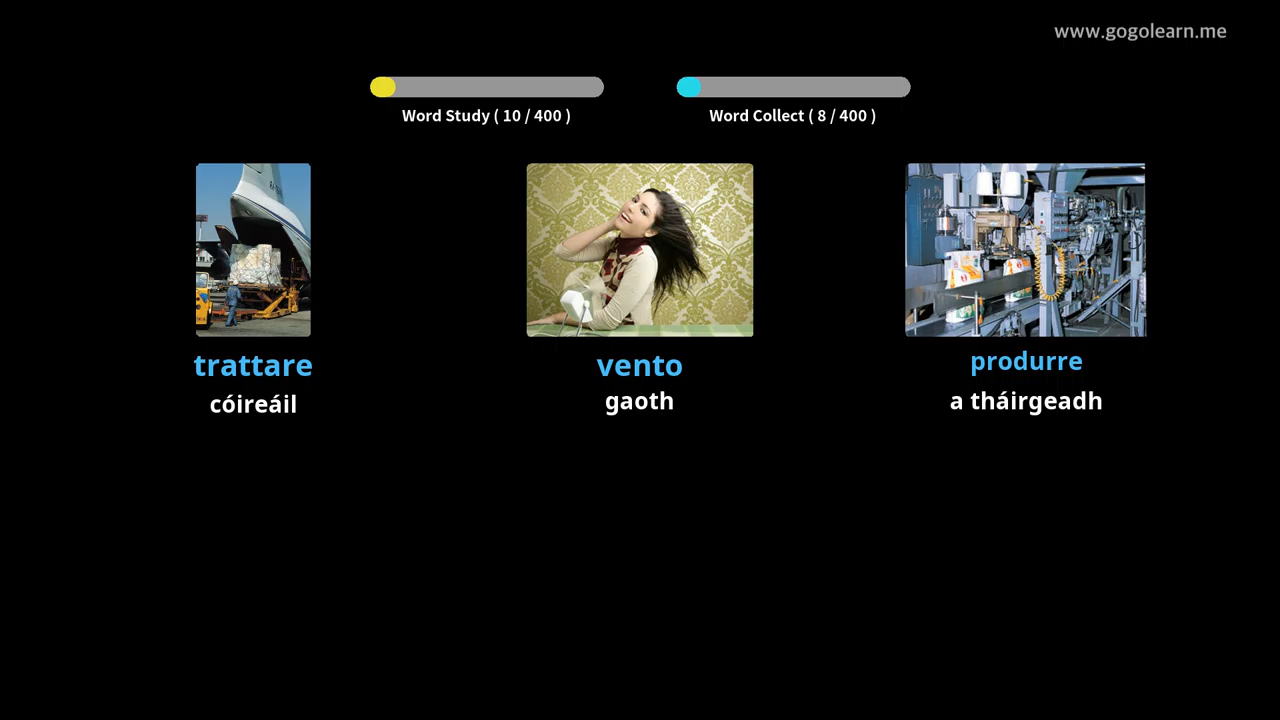 www.gogolearn.me
Word Study ( 10 / 400 )
Word Collect ( 8 / 400 )
trattare
cóireáil
vento
gaoth
produrre
a tháirgeadh